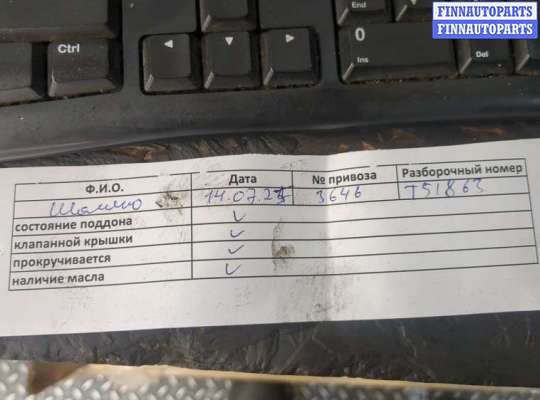 FINNAUTOPARTS
FINNAUTOPARTS
End
Ctrl
0
Ins
Del
Ф.И.О. Дата № привоза Разборочный номер
14.07.23 3646 T51863
состояние поддона ✓
клапанной крышки ✓
прокручивается ✓
наличие масла ✓